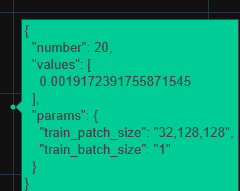 {
"number": 20,
"values": [
0.0019172391755871545
],
"params": {
"train_patch_size": "32,128,128",
"train_batch_size": "1"
}
}